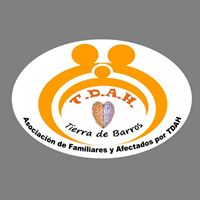 T.D.A.H.
Tierra de Barros
Asociación de Familiares y Afectados por TDAH